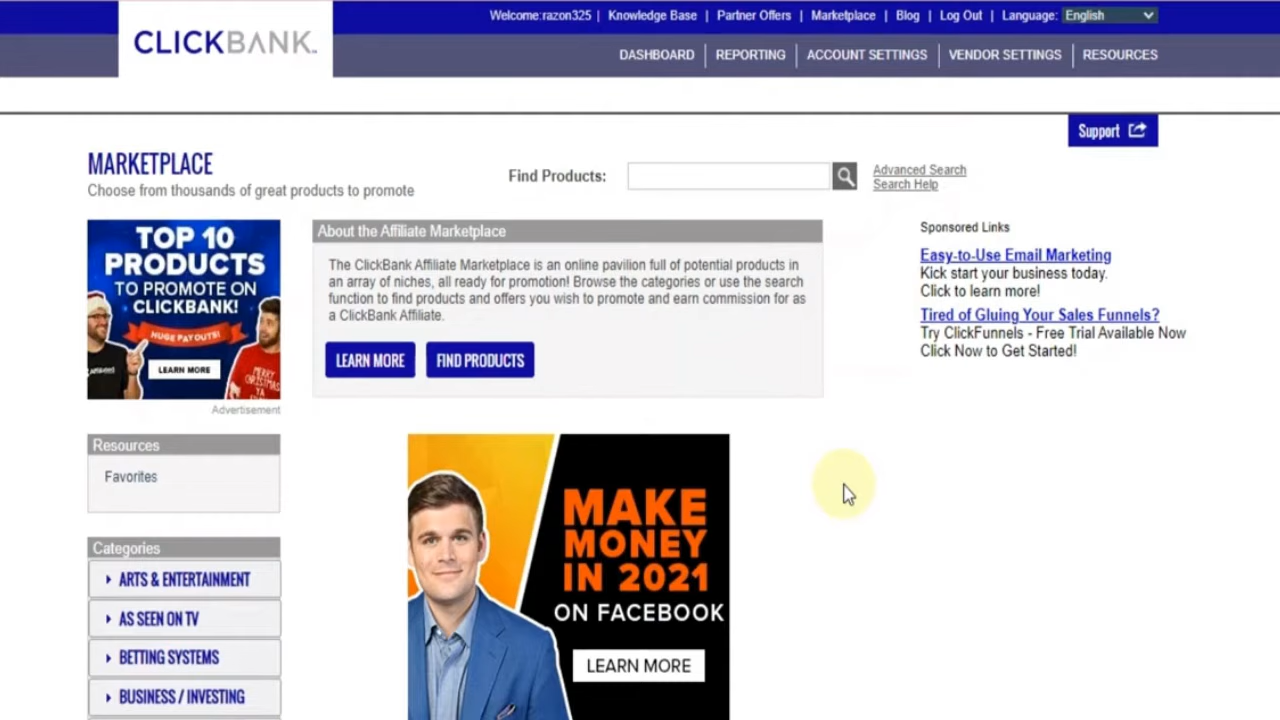 Welcome:razon325 | Knowledge Base | Partner Offers | Marketplace | Blog | Log Out | Language: English
CLICKBANK
DASHBOARD | REPORTING | ACCOUNT SETTINGS | VENDOR SETTINGS | RESOURCES
Support
MARKETPLACE
Choose from thousands of great products to promote
Find Products:
Advanced Search
Search Help
TOP 10
PRODUCTS
TO PROMOTE ON
CLICKBANK!
HUGE PAYOUTS!
LEARN MORE
MERRY
CHRISTMAS
YA
Advertisement
About the Affiliate Marketplace
The ClickBank Affiliate Marketplace is an online pavilion full of potential products in
an array of niches, all ready for promotion! Browse the categories or use the search
function to find products and offers you wish to promote and earn commission for as
a ClickBank Affiliate.
LEARN MORE
FIND PRODUCTS
Sponsored Links
Easy-to-Use Email Marketing
Kick start your business today.
Click to learn more!
Tired of Gluing Your Sales Funnels?
Try ClickFunnels - Free Trial Available Now
Click Now to Get Started!
Resources
Favorites
Categories
ARTS & ENTERTAINMENT
AS SEEN ON TV
BETTING SYSTEMS
BUSINESS / INVESTING
MAKE
MONEY
IN 2021
ON FACEBOOK
LEARN MORE